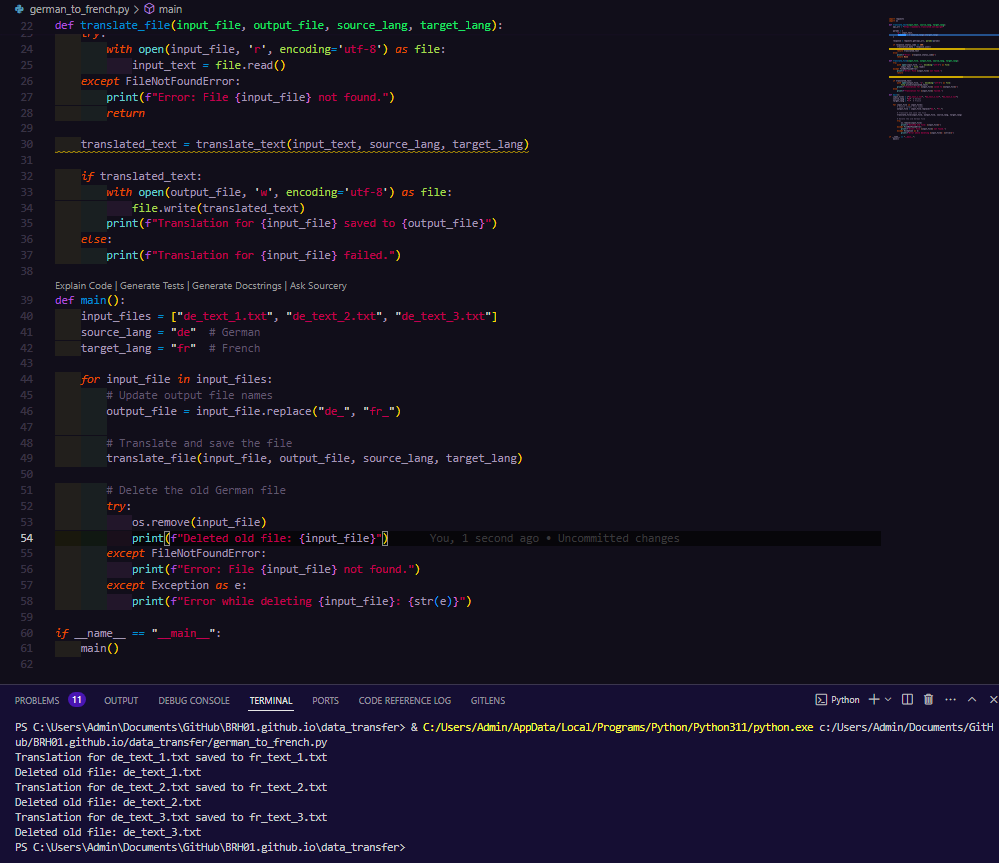 german_to_french.py > main
22 def translate_file(input_file, output_file, source_lang, target_lang):
23 try:
24 with open(input_file, 'r', encoding='utf-8') as file:
25 input_text = file.read()
26 except FileNotFoundError:
27 print(f"Error: File {input_file} not found.")
28 return
29
30 translated_text = translate_text(input_text, source_lang, target_lang)
31
32 if translated_text:
33 with open(output_file, 'w', encoding='utf-8') as file:
34 file.write(translated_text)
35 print(f"Translation for {input_file} saved to {output_file}")
36 else:
37 print(f"Translation for {input_file} failed.")
38
Explain Code | Generate Tests | Generate Docstrings | Ask Sourcery
39 def main():
40 input_files = ["de_text_1.txt", "de_text_2.txt", "de_text_3.txt"]
41 source_lang = "de" # German
42 target_lang = "fr" # French
43
44 for input_file in input_files:
45 # Update output file names
46 output_file = input_file.replace("de_", "fr_")
47
48 # Translate and save the file
49 translate_file(input_file, output_file, source_lang, target_lang)
50
51 # Delete the old German file
52 try:
53 os.remove(input_file)
54 print(f"Deleted old file: {input_file}") You, 1 second ago • Uncommitted changes
55 except FileNotFoundError:
56 print(f"Error: File {input_file} not found.")
57 except Exception as e:
58 print(f"Error while deleting {input_file}: {str(e)}")
59
60 if __name__ == "__main__":
61 main()
62
PROBLEMS 11 OUTPUT DEBUG CONSOLE TERMINAL PORTS CODE REFERENCE LOG GITLENS Python
PS C:\Users\Admin\Documents\GitHub\BRH01.github.io\data_transfer> & C:/Users/Admin/AppData/Local/Programs/Python/Python311/python.exe c:/Users/Admin/Documents/GitH
ub/BRH01.github.io/data_transfer/german_to_french.py
Translation for de_text_1.txt saved to fr_text_1.txt
Deleted old file: de_text_1.txt
Translation for de_text_2.txt saved to fr_text_2.txt
Deleted old file: de_text_2.txt
Translation for de_text_3.txt saved to fr_text_3.txt
Deleted old file: de_text_3.txt
PS C:\Users\Admin\Documents\GitHub\BRH01.github.io\data_transfer>